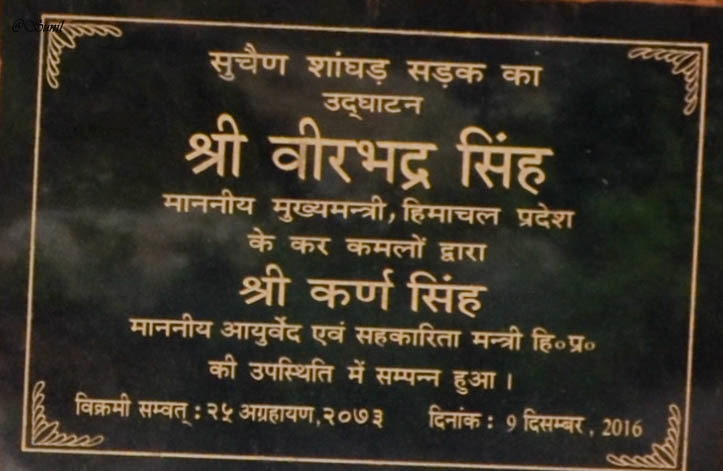 @Sunil
सुचैण शांघड़ सड़क का
उद्घाटन
श्री वीरभद्र सिंह
माननीय मुख्यमन्त्री, हिमाचल प्रदेश
के कर कमलों द्वारा
श्री कर्ण सिंह
माननीय आयुर्वेद एवं सहकारिता मन्त्री हि०प्र०
की उपस्थिति में सम्पन्न हुआ ।
विक्रमी सम्वत् : २५ अग्रहायण, २०७३ दिनांक : 9 दिसम्बर, 2016